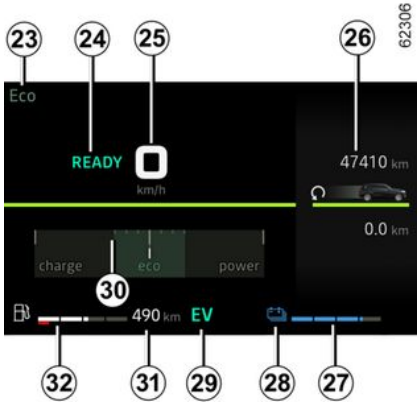 62306
23 24 25 26
Eco
READY 0
km/h
47410 km
0.0 km
charge eco power
30
490 km EV
32 31 29 28 27